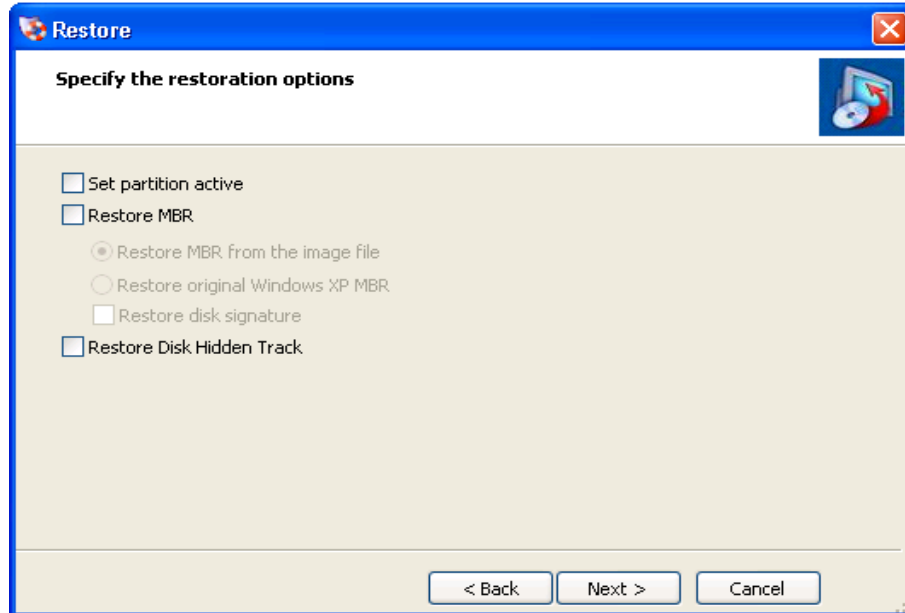 Restore
Specify the restoration options
Set partition active
Restore MBR
Restore MBR from the image file
Restore original Windows XP MBR
Restore disk signature
Restore Disk Hidden Track
< Back Next > Cancel